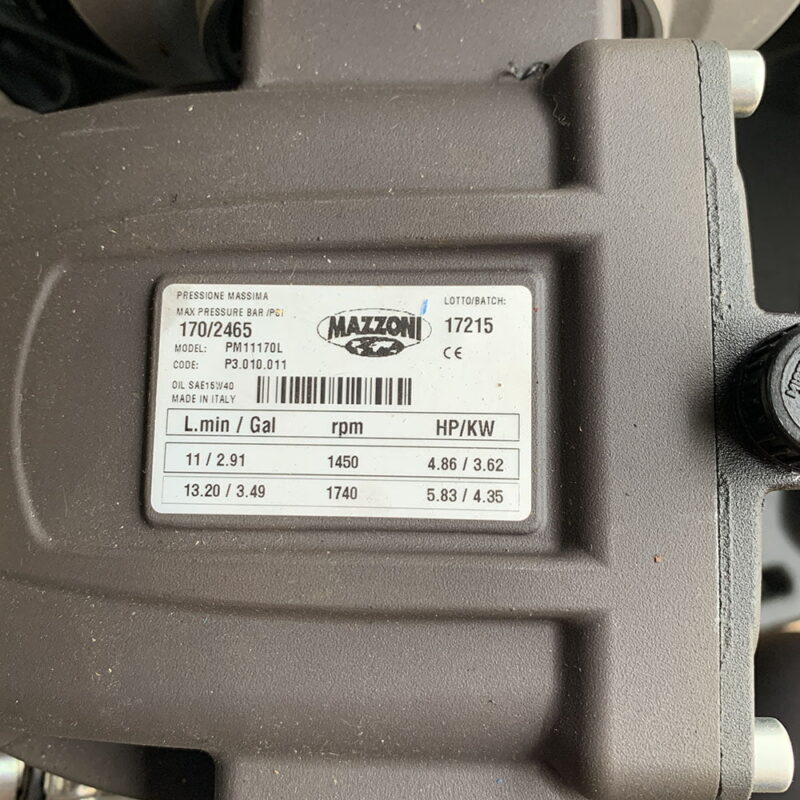 PRESSIONE MASSIMA
MAX PRESSURE BAR /PSI
170/2465
MODEL: PM11170L
CODE: P3.010.011
OIL SAE15W/40
MADE IN ITALY
MAZZONI
LOTTO/BATCH:
17215
CE
L.min / Gal rpm HP/KW
11 / 2.91 1450 4.86 / 3.62
13.20 / 3.49 1740 5.83 / 4.35